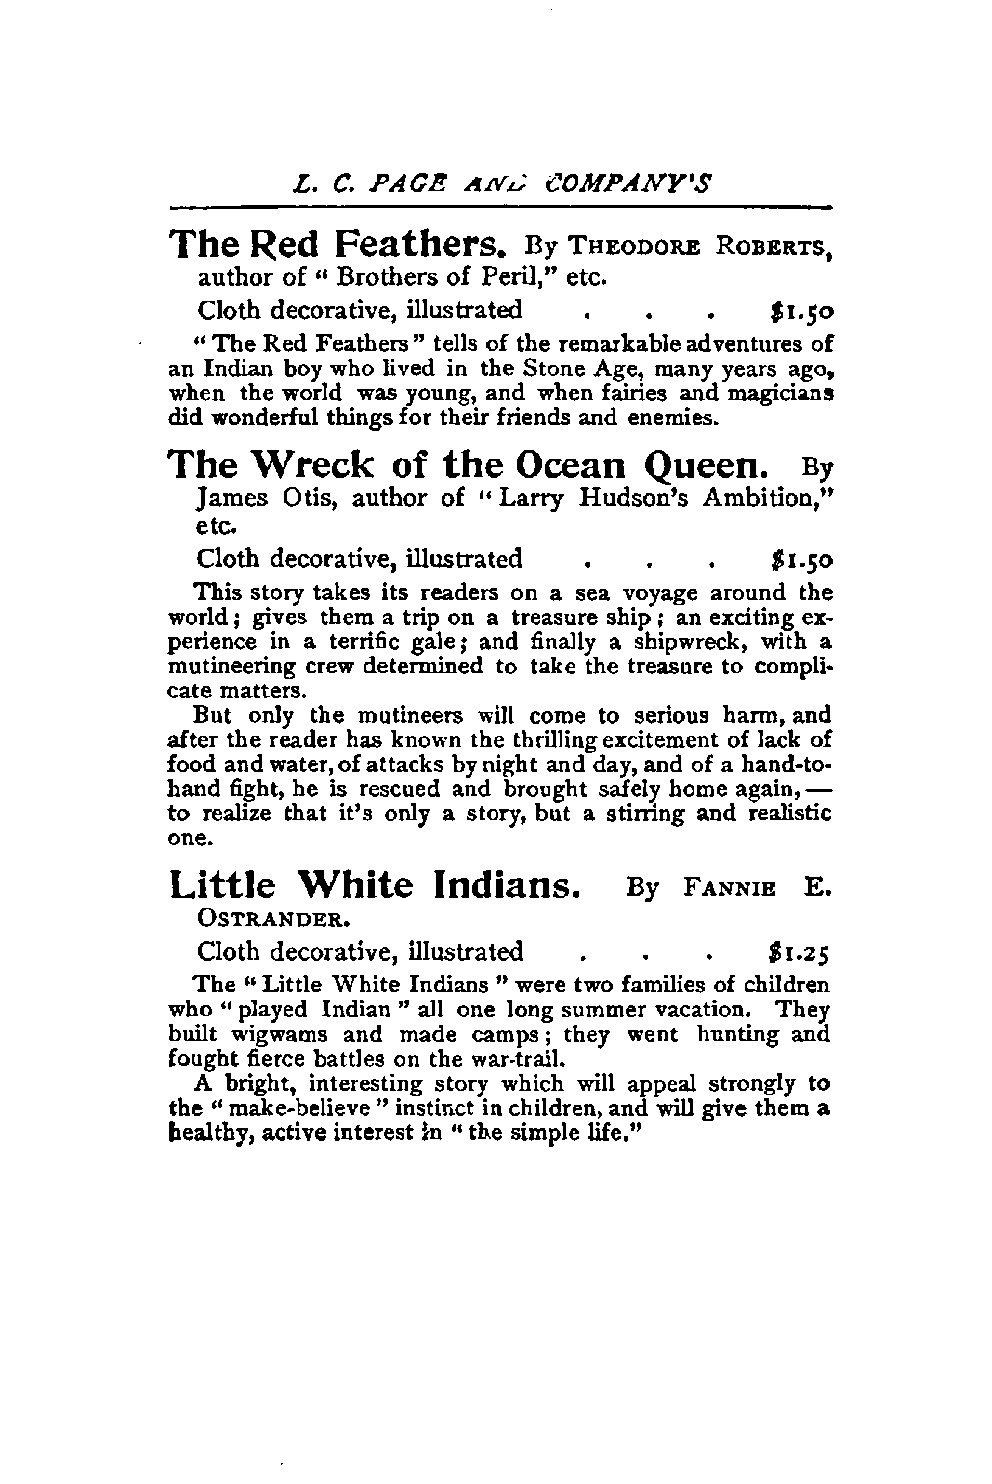 L. C. PAGE AND COMPANY'S
The Red Feathers. By THEODORE ROBERTS,
author of " Brothers of Peril," etc.
Cloth decorative, illustrated . . . $1.50
" The Red Feathers " tells of the remarkable adventures of
an Indian boy who lived in the Stone Age, many years ago,
when the world was young, and when fairies and magicians
did wonderful things for their friends and enemies.
The Wreck of the Ocean Queen. By
James Otis, author of " Larry Hudson's Ambition,"
etc.
Cloth decorative, illustrated . . . $1.50
This story takes its readers on a sea voyage around the
world; gives them a trip on a treasure ship; an exciting ex-
perience in a terrific gale; and finally a shipwreck, with a
mutineering crew determined to take the treasure to compli-
cate matters.
But only the mutineers will come to serious harm, and
after the reader has known the thrilling excitement of lack of
food and water, of attacks by night and day, and of a hand-to-
hand fight, he is rescued and brought safely home again, —
to realize that it's only a story, but a stirring and realistic
one.
Little White Indians. By FANNIE E.
OSTRANDER.
Cloth decorative, illustrated . . . $1.25
The " Little White Indians " were two families of children
who " played Indian " all one long summer vacation. They
built wigwams and made camps; they went hunting and
fought fierce battles on the war-trail.
A bright, interesting story which will appeal strongly to
the " make-believe " instinct in children, and will give them a
healthy, active interest in " the simple life."